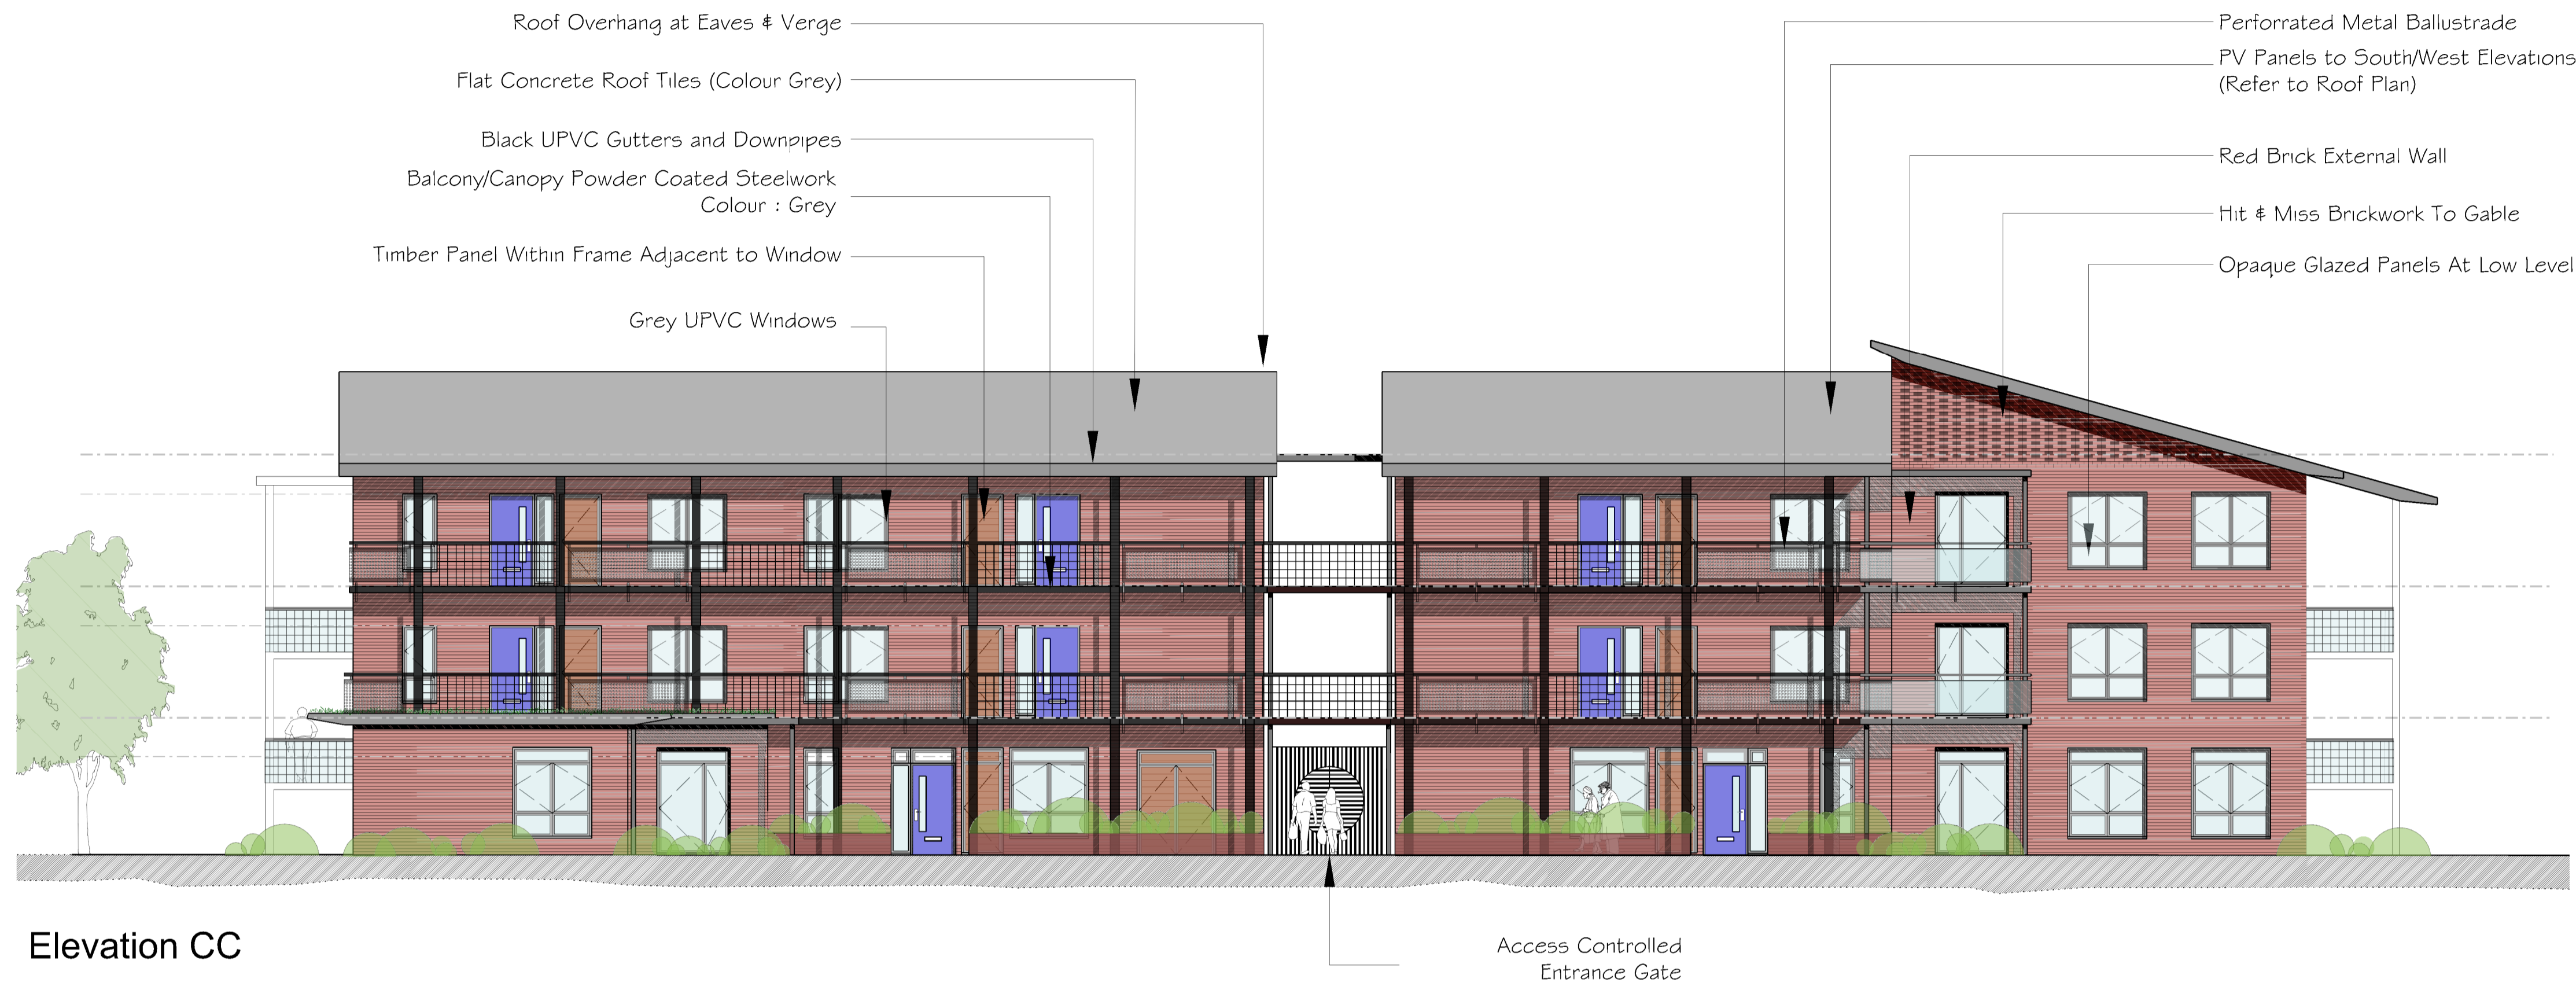 Roof Overhang at Eaves & Verge
Flat Concrete Roof Tiles (Colour Grey)
Black UPVC Gutters and Downpipes
Balcony/Canopy Powder Coated Steelwork
Colour : Grey
Timber Panel Within Frame Adjacent to Window
Grey UPVC Windows
Perforrated Metal Ballustrade
PV Panels to South/West Elevations
(Refer to Roof Plan)
Red Brick External Wall
Hit & Miss Brickwork To Gable
Opaque Glazed Panels At Low Level
Elevation CC
Access Controlled
Entrance Gate